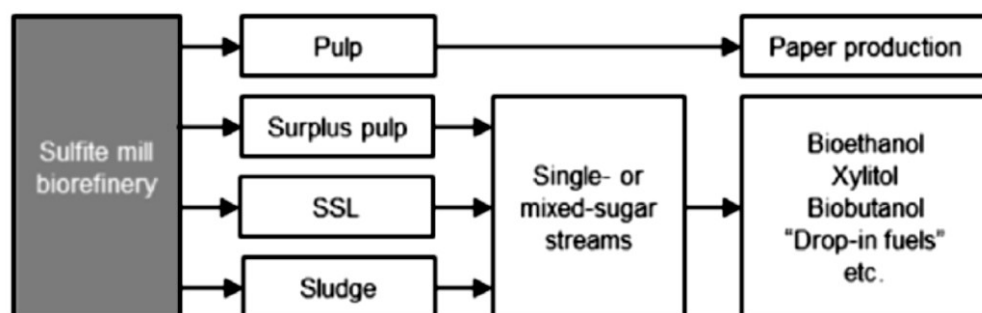 Sulfite mill
biorefinery
Pulp
Paper production
Surplus pulp
SSL
Sludge
Single- or
mixed-sugar
streams
Bioethanol
Xylitol
Biobutanol
“Drop-in fuels”
etc.